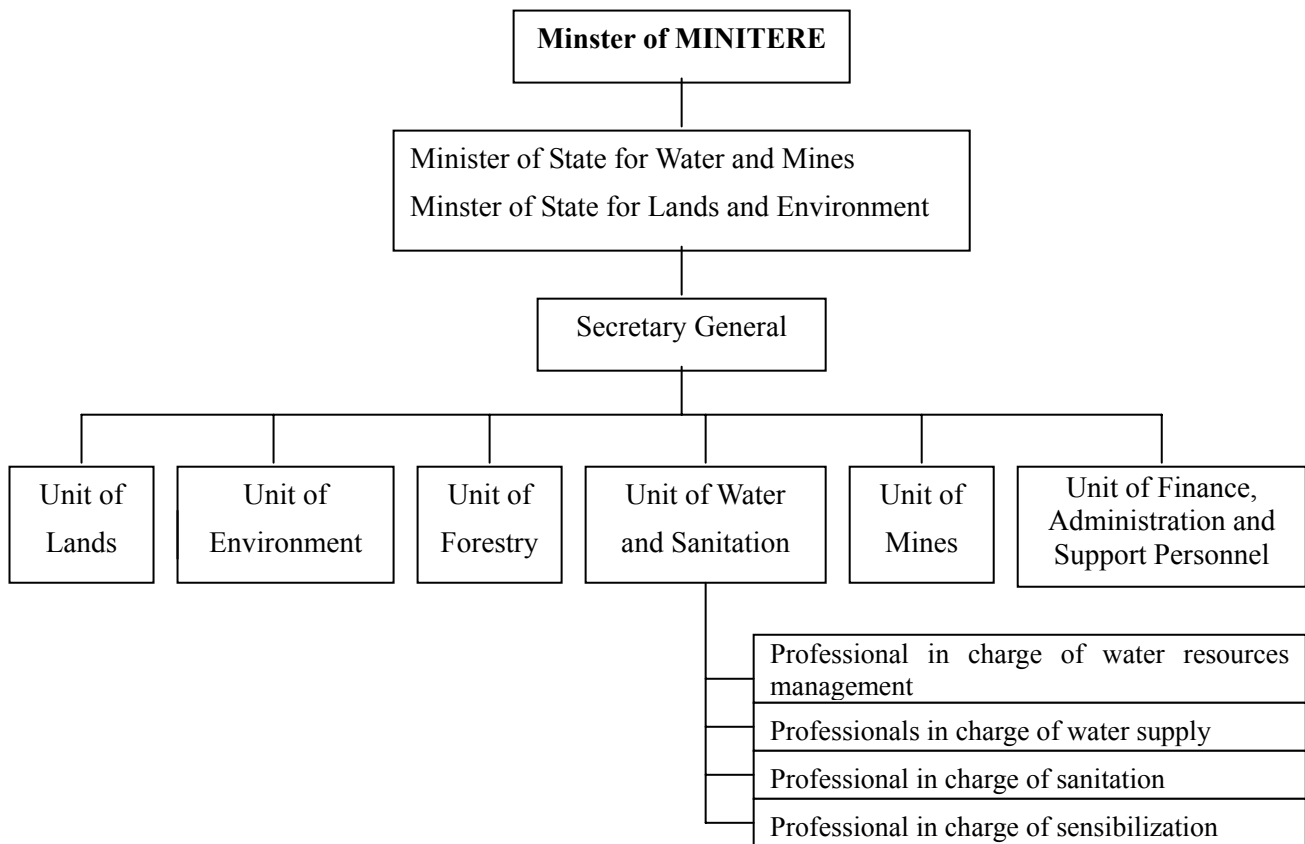 Minster of MINITERE
Minister of State for Water and Mines
Minster of State for Lands and Environment
Secretary General
Unit of
Lands
Unit of
Environment
Unit of
Forestry
Unit of Water
and Sanitation
Unit of
Mines
Unit of Finance,
Administration and
Support Personnel
Professional in charge of water resources
management
Professionals in charge of water supply
Professional in charge of sanitation
Professional in charge of sensibilization